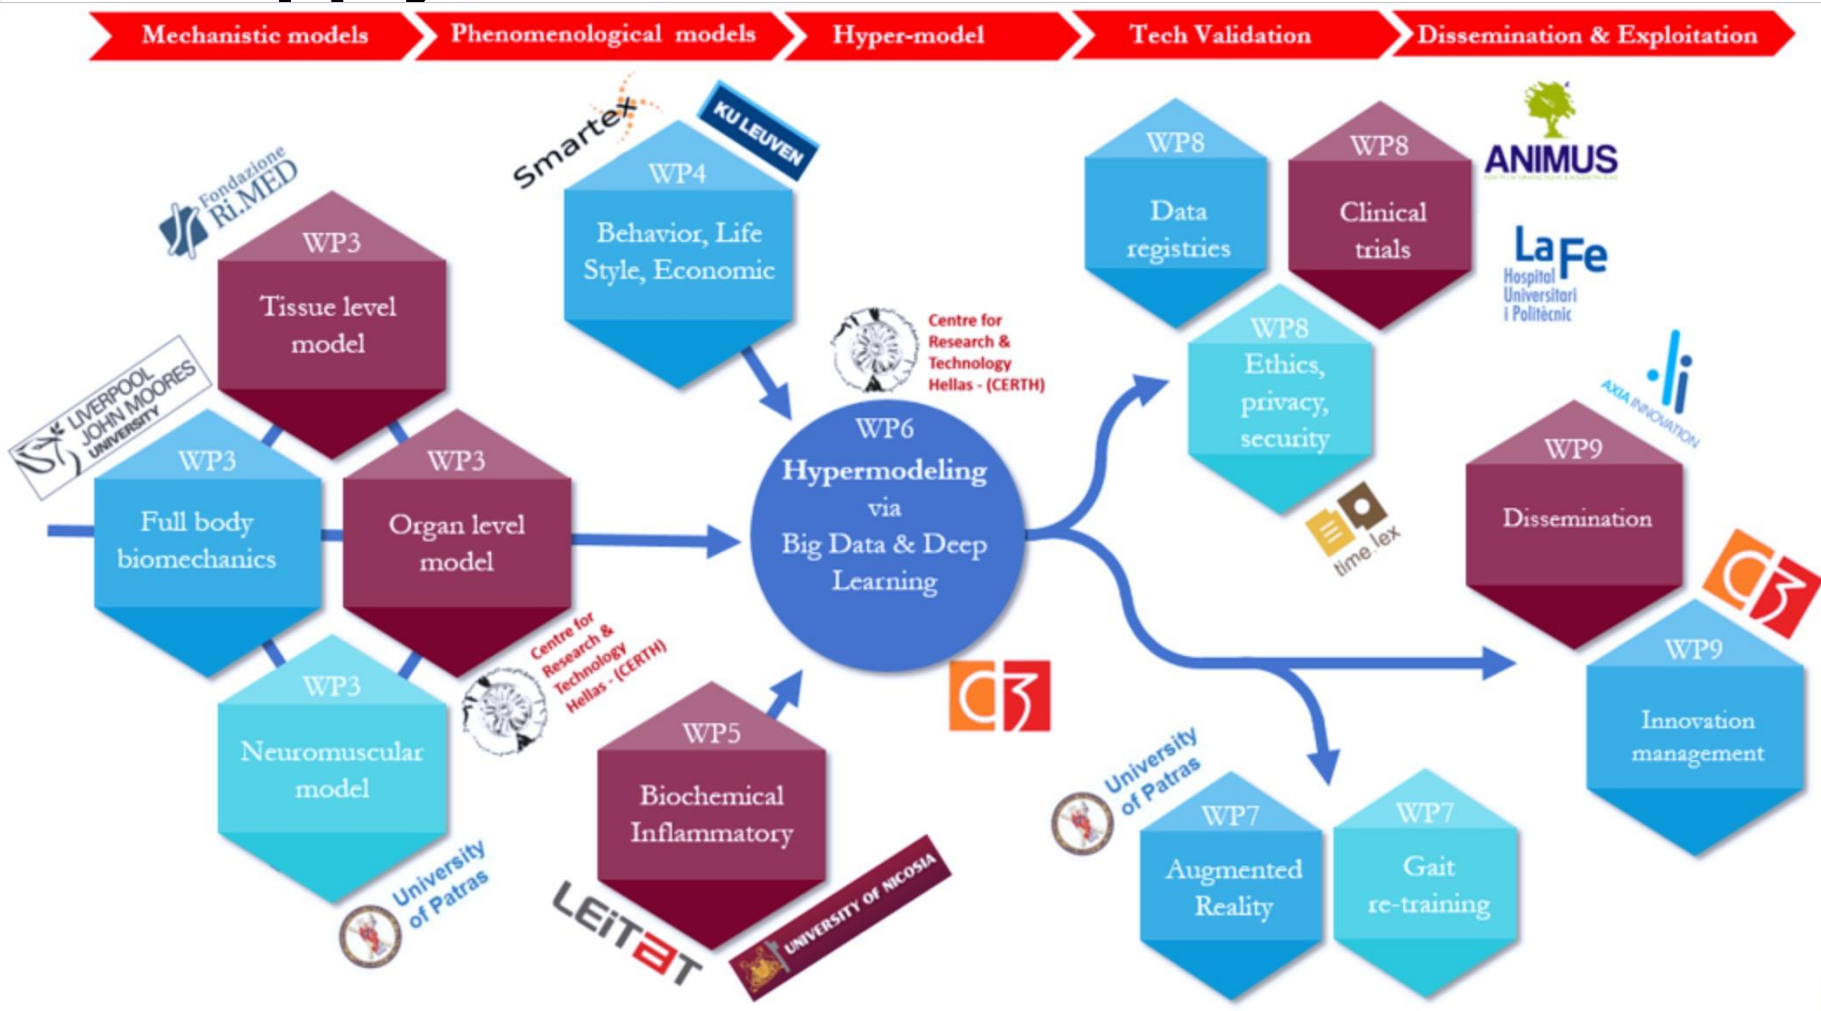 Mechanistic models
Phenomenological models
Hyper-model
Tech Validation
Dissemination & Exploitation
Fondazione
Ri.MED
WP3
Tissue level
model
LIVERPOOL
JOHN MOORES
UNIVERSITY
WP3
Full body
biomechanics
WP3
Organ level
model
WP3
Neuromuscular
model
University
of Patras
Centre for
Research &
Technology
Hellas - (CERTH)
Smartex
KU LEUVEN
WP4
Behavior, Life
Style, Economic
WP5
Biochemical
Inflammatory
LEiTaT
UNIVERSITY OF NICOSIA
Centre for
Research &
Technology
Hellas - (CERTH)
WP6
Hypermodeling
via
Big Data & Deep
Learning
WP8
Data
registries
WP8
Clinical
trials
WP8
Ethics,
privacy,
security
time.lex
ANIMUS
LaFe
Hospital
Universitari
i Politècnic
AXIA INNOVATION
WP9
Dissemination
WP9
Innovation
management
University
of Patras
WP7
Augmented
Reality
WP7
Gait
re-training